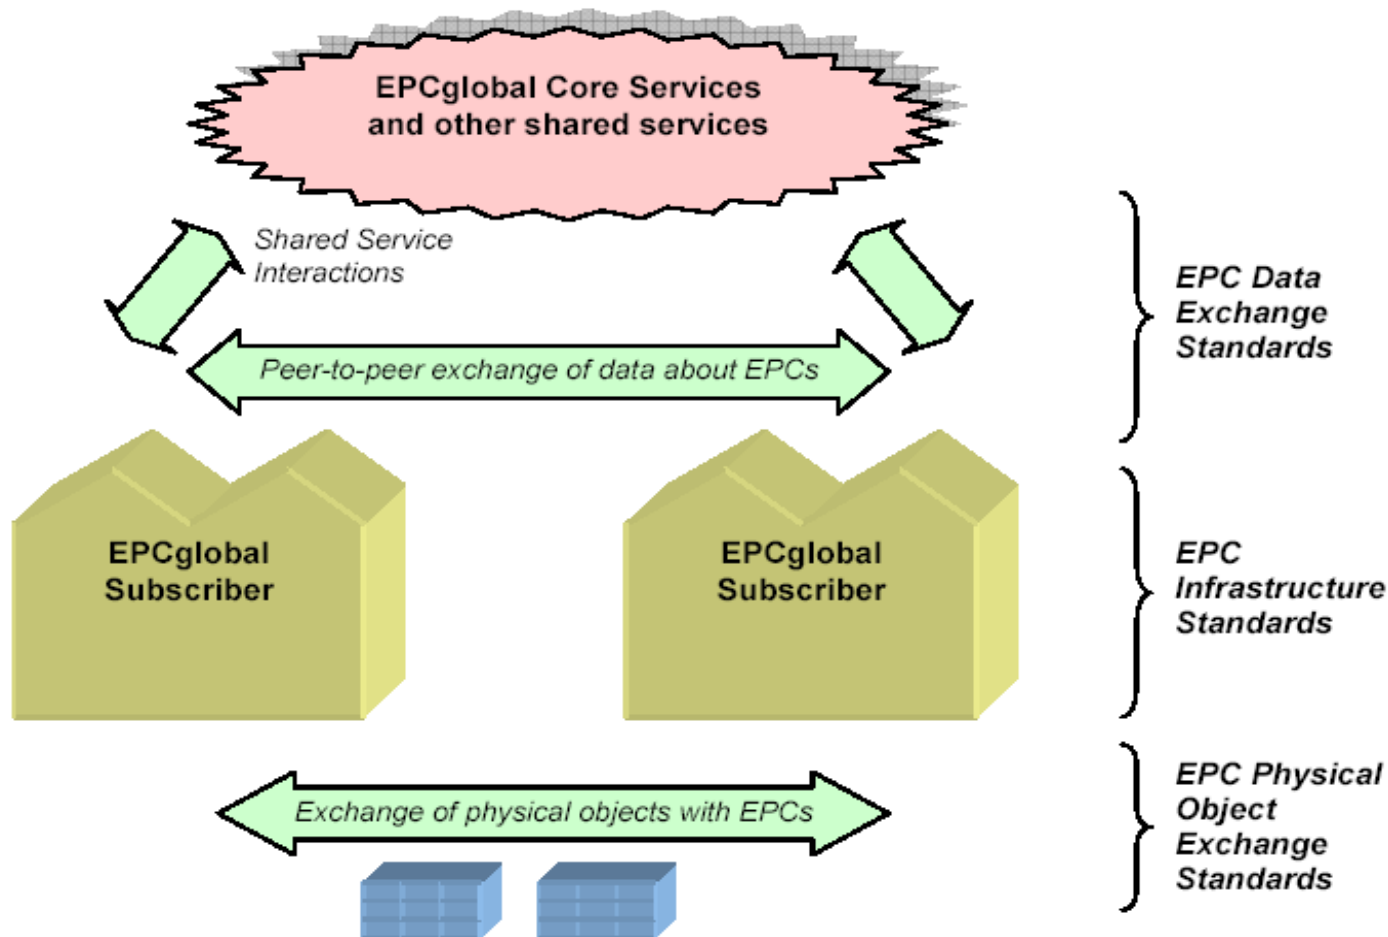 EPCglobal Core Services
and other shared services
Shared Service
Interactions
Peer-to-peer exchange of data about EPCs
EPC Data
Exchange
Standards
EPCglobal
Subscriber
EPCglobal
Subscriber
EPC
Infrastructure
Standards
Exchange of physical objects with EPCs
EPC Physical
Object
Exchange
Standards